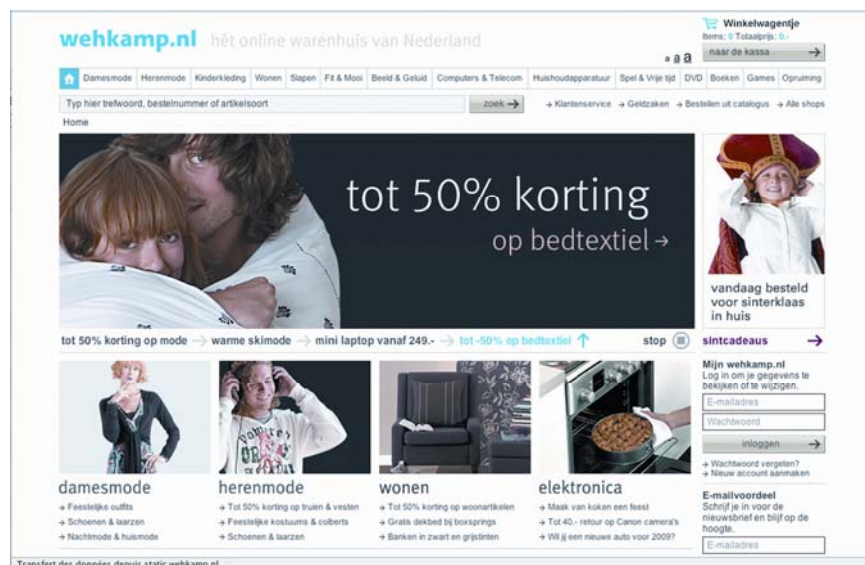 wehkamp.nl hét online warenhuis van Nederland
Winkelwagentje
Items: 0 Totaalprijs: 0.-
naar de kassa
a a a
Damesmode Herenmode Kinderkleding Wonen Slapen Fit & Mooi Beeld & Geluid Computers & Telecom Huishoudapparatuur Spel & Vrije tijd DVD Boeken Games Opruiming
Typ hier trefwoord, bestelnummer of artikelsoort zoek → → Klantenservice → Geldzaken → Bestellen uit catalogus → Alle shops
Home
tot 50% korting
op bedtextiel →
vandaag besteld
voor sinterklaas
in huis
tot 50% korting op mode → warme skimode → mini laptop vanaf 249.- → tot -50% op bedtextiel ↑ stop
sintcadeaus →
damesmode
→ Feestelijke outfits
→ Schoenen & laarzen
→ Nachtmode & huismode
herenmode
→ Tot 50% korting op truien & vesten
→ Feestelijke kostuums & colberts
→ Schoenen & laarzen
wonen
→ Tot 50% korting op woonartikelen
→ Gratis dekbed bij boxsprings
→ Banken in zwart en grijstinten
elektronica
→ Maak van koken een feest
→ Tot 40.- retour op Canon camera's
→ Wil jij een nieuwe auto voor 2009?
Mijn wehkamp.nl
Log in om je gegevens te
bekijken of te wijzigen.
E-mailadres
Wachtwoord
inloggen →
→ Wachtwoord vergeten?
→ Nieuw account aanmaken
E-mailvoordeel
Schrijf je in voor de
nieuwsbrief en blijf op de
hoogte.
E-mailadres
Transfert des données depuis static.wehkamp.nl